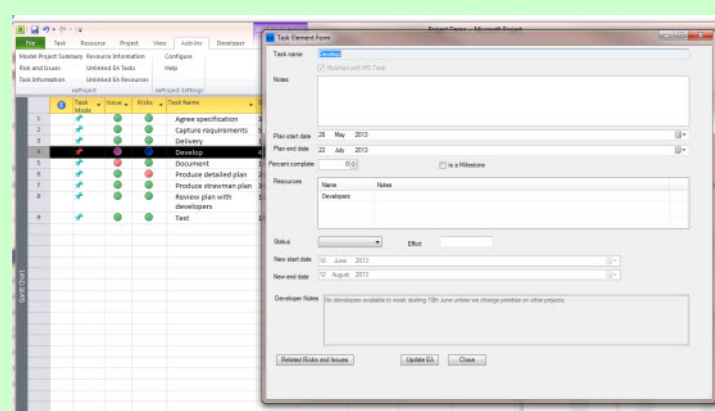 Project Demo - Microsoft Project
File Task Resource Project View Add-Ins Developer
Model Project Summary Resource Information Configure
Risk and Issues Unlinked EA Tasks Help
Task Information Unlinked EA Resources
eaProject eaProject Settings
Task Mode Issue Risks Task Name
1 Agree specification
2 Capture requirements
3 Delivery
4 Develop
5 Document
6 Produce detailed plan
7 Produce strawman plan
8 Review plan with
developers
9 Test
Gantt Chart
Task Element Form
Task name Develop
Matched with MS Task
Notes
Plan start date 28 May 2013
Plan end date 22 July 2013
Percent complete 0 is a Milestone
Resources Name Notes
Developers
Status Effort
New start date 10 June 2013
New end date 12 August 2013
Developer Notes No developers available to week starting 10th June unless we change priorities on other projects
Related Risks and Issues Update EA Close